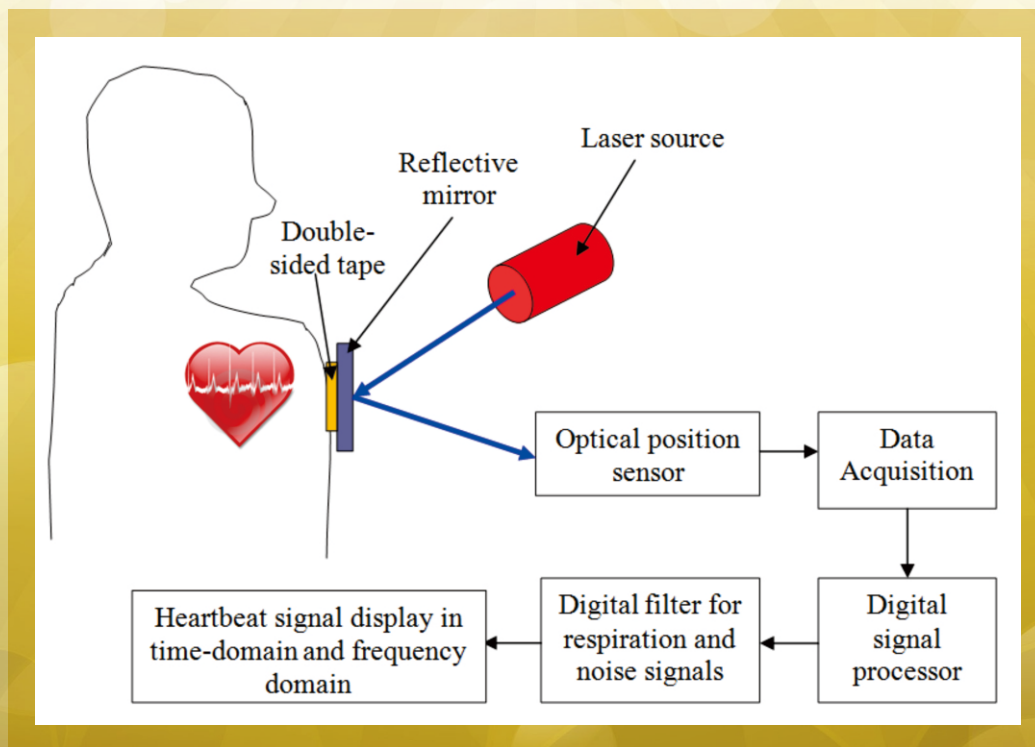 Laser source
Reflective
mirror
Double-
sided tape
Optical position
sensor
Data
Acquisition
Digital
signal
processor
Digital filter for
respiration and
noise signals
Heartbeat signal display in
time-domain and frequency
domain